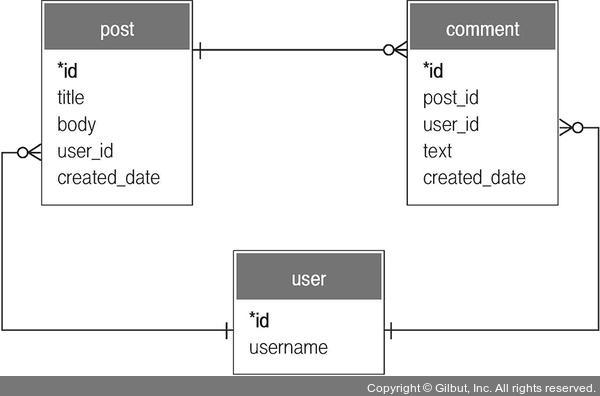 post
*id
title
body
user_id
created_date
comment
*id
post_id
user_id
text
created_date
user
*id
username
Copyright © Gilbut, Inc. All rights reserved.